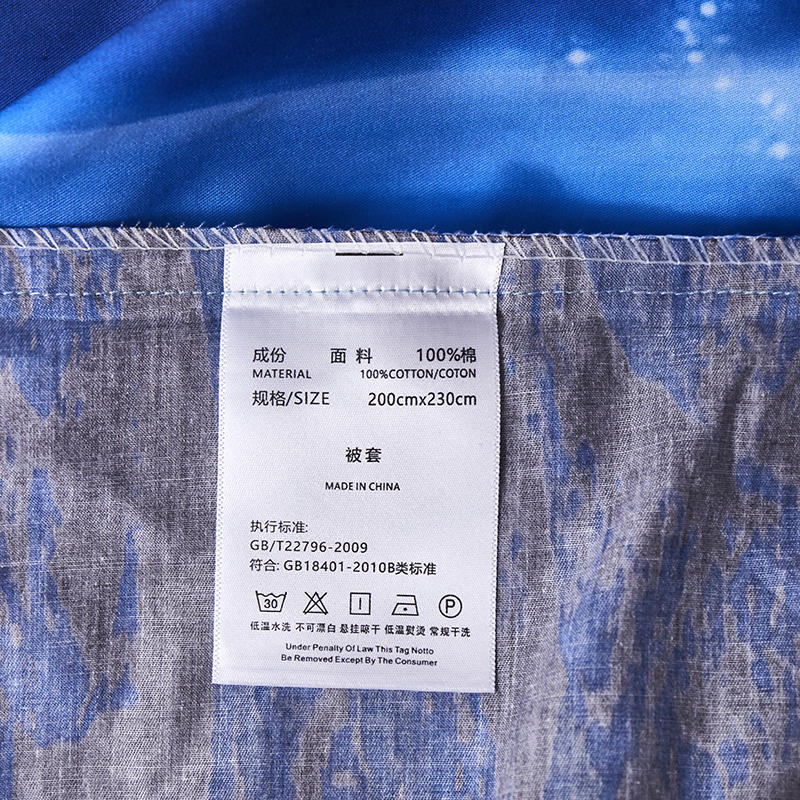 成份 面料 100%棉
MATERIAL 100%COTTON/COTON
规格/SIZE 200cmx230cm
被套
MADE IN CHINA
执行标准:
GB/T22796-2009
符合: GB18401-2010B类标准
30 P
低温水洗 不可漂白 悬挂晾干 低温熨烫 常规干洗
Under Penalty Of Law This Tag Notto
Be Removed Except By The Consumer